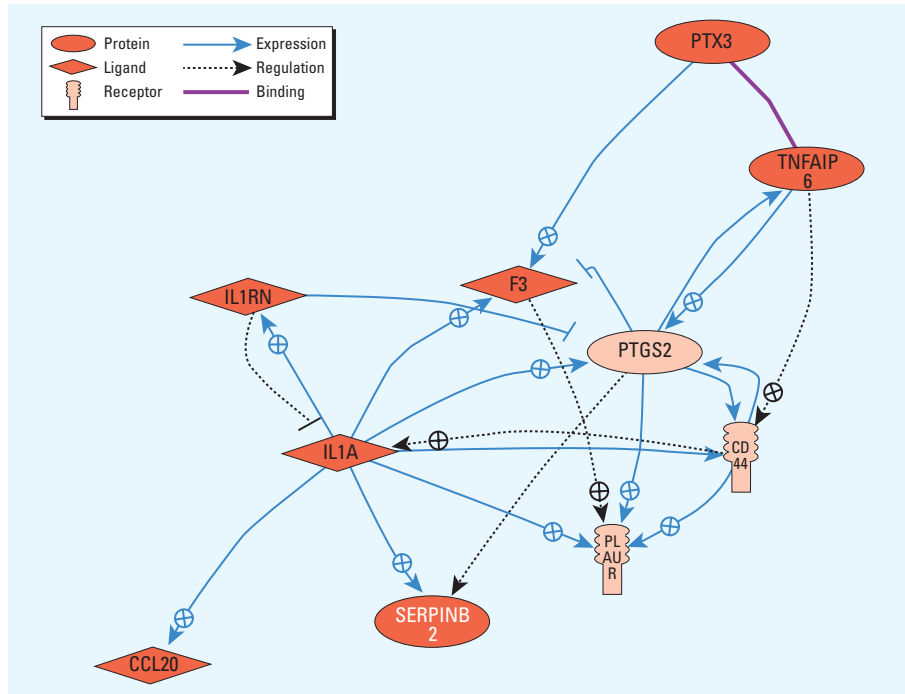 Protein
Expression
Ligand
Regulation
Receptor
Binding
PTX3
TNFAIP
6
F3
IL1RN
PTGS2
IL1A
CD
44
PL
AU
R
SERPINB
2
CCL20